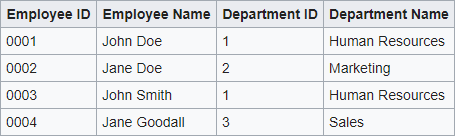 Employee ID Employee Name Department ID Department Name
0001 John Doe 1 Human Resources
0002 Jane Doe 2 Marketing
0003 John Smith 1 Human Resources
0004 Jane Goodall 3 Sales